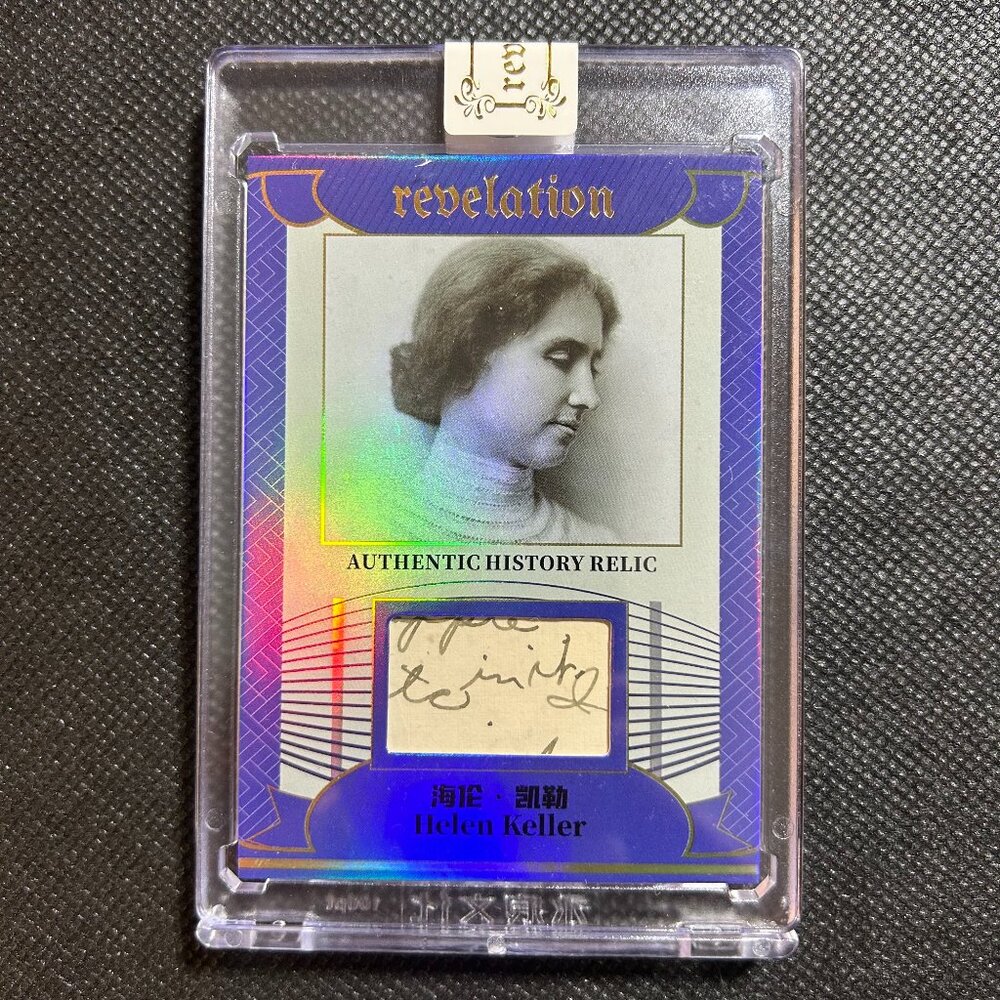 rev
revelation
AUTHENTIC HISTORY RELIC
to
海伦·凯勒
Helen Keller